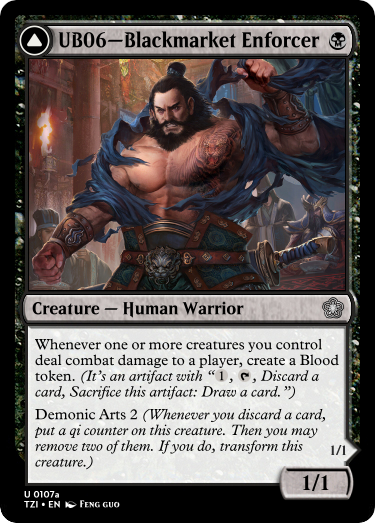 UB06—Blackmarket Enforcer
Creature — Human Warrior
Whenever one or more creatures you control
deal combat damage to a player, create a Blood
token. (It's an artifact with “1, , Discard a
card, Sacrifice this artifact: Draw a card.”)
Demonic Arts 2 (Whenever you discard a card,
put a qi counter on this creature. Then you may
remove two of them. If you do, transform this
creature.)
1/1
1/1
U 0107a
TZI • EN Feng guo